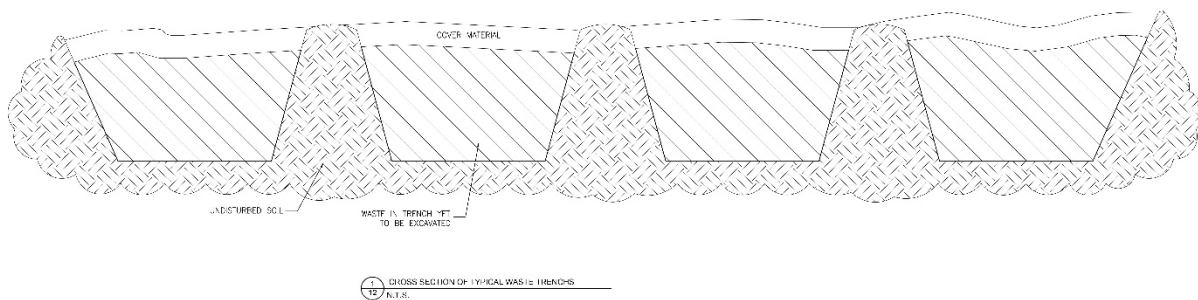 COVER MATERIAL
UNDISTURBED SOIL
WASTE IN TRENCH YET
TO BE EXCAVATED
1
12
CROSS SECTION OF TYPICAL WASTE TRENCHS
N.T.S.